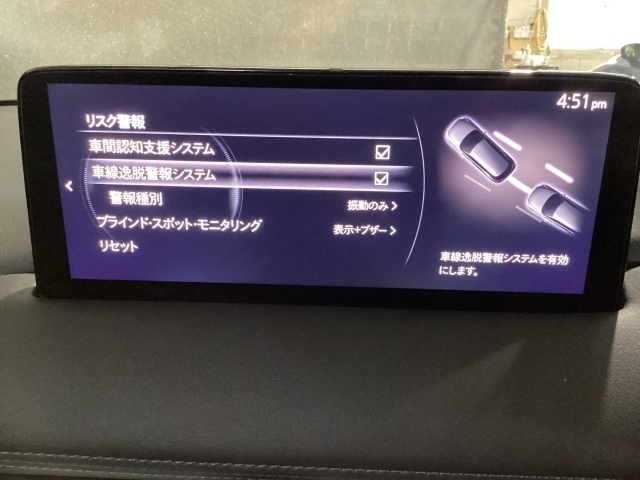 4:51 pm
リスク警報
車間認知支援システム
車線逸脱警報システム
警報種別 振動のみ
ブラインド・スポット・モニタリング 表示+ブザー
リセット
車線逸脱警報システムを有効
にします。